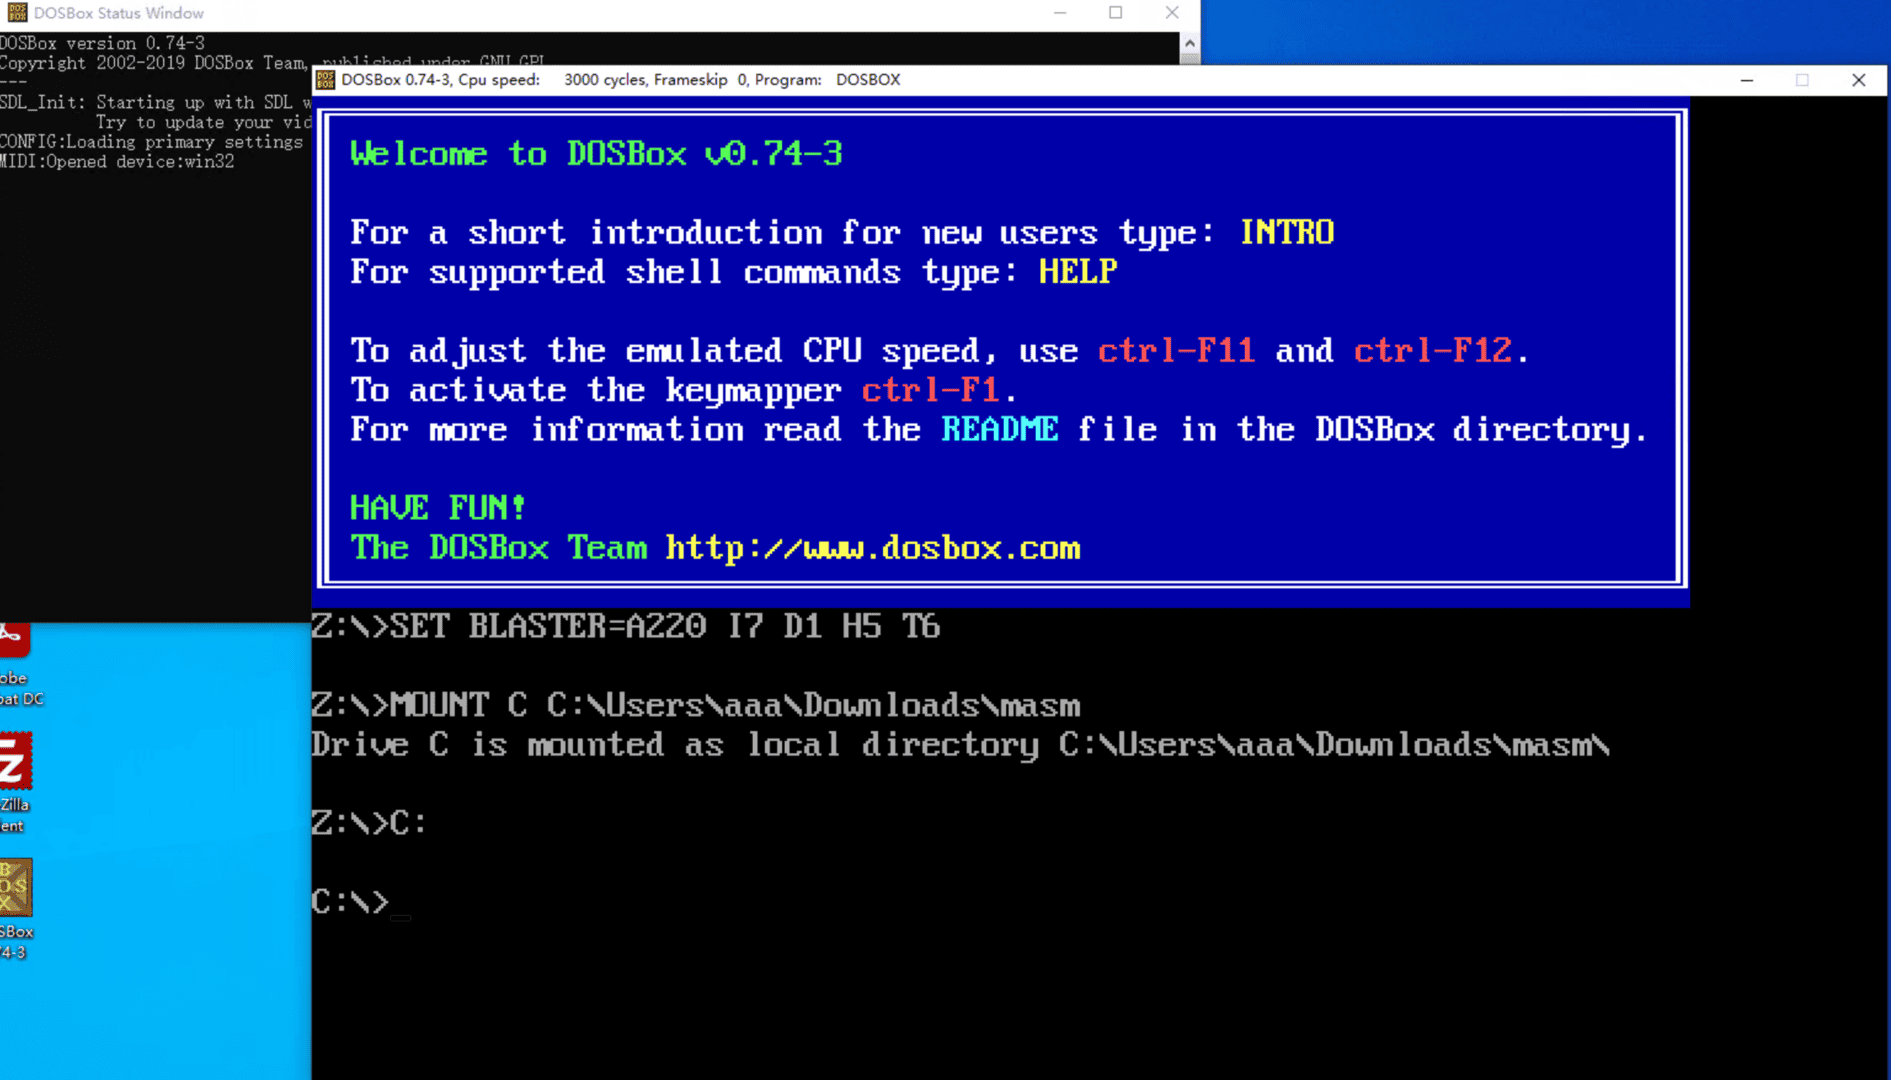 DOSBox Status Window
DOSBox version 0.74-3
Copyright 2002-2019 DOSBox Team, published under GNU GPL
---
SDL_Init: Starting up with SDL w
Try to update your vid
CONFIG:Loading primary settings
MIDI:Opened device:win32
DOSBox 0.74-3, Cpu speed: 3000 cycles, Frameskip 0, Program: DOSBOX
Welcome to DOSBox v0.74-3
For a short introduction for new users type: INTRO
For supported shell commands type: HELP
To adjust the emulated CPU speed, use ctrl-F11 and ctrl-F12.
To activate the keymapper ctrl-F1.
For more information read the README file in the DOSBox directory.
HAVE FUN!
The DOSBox Team http://www.dosbox.com
Z:\>SET BLASTER=A220 I7 D1 H5 T6
Z:\>MOUNT C C:\Users\aaa\Downloads\masm
Drive C is mounted as local directory C:\Users\aaa\Downloads\masm\
Z:\>C:
C:\>_
obe
bat DC
Zilla
ent
SBox
74-3